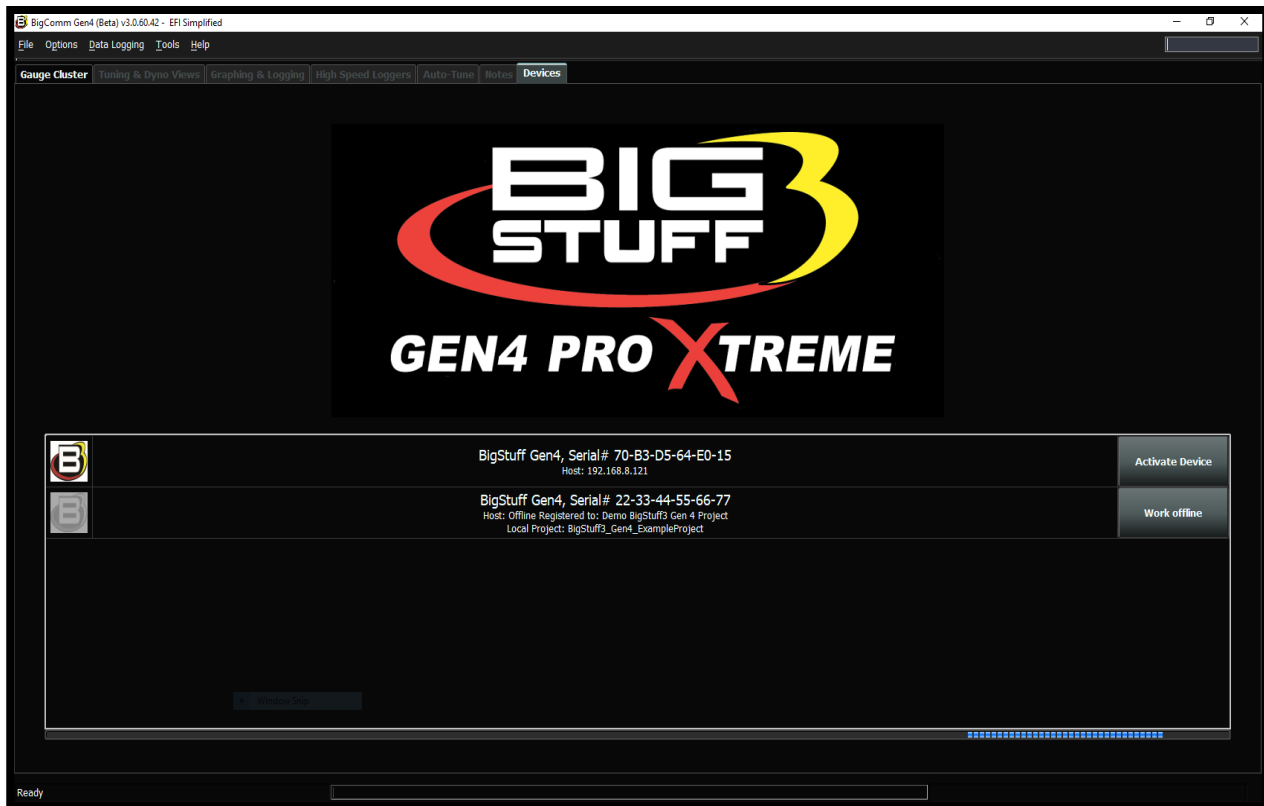 BigComm Gen4 (Beta) v3.0.60.42 - EFI Simplified
File Options Data Logging Tools Help
Gauge Cluster Tuning & Dyno Views Graphing & Logging High Speed Loggers Auto-Tune Notes Devices
BIG
STUFF 3
GEN4 PRO XTREME
BigStuff Gen4, Serial# 70-B3-D5-64-E0-15
Host: 192.168.8.121
Activate Device
BigStuff Gen4, Serial# 22-33-44-55-66-77
Host: Offline Registered to: Demo BigStuff3 Gen 4 Project
Local Project: BigStuff3_Gen4_ExampleProject
Work offline
Window Snip
Ready